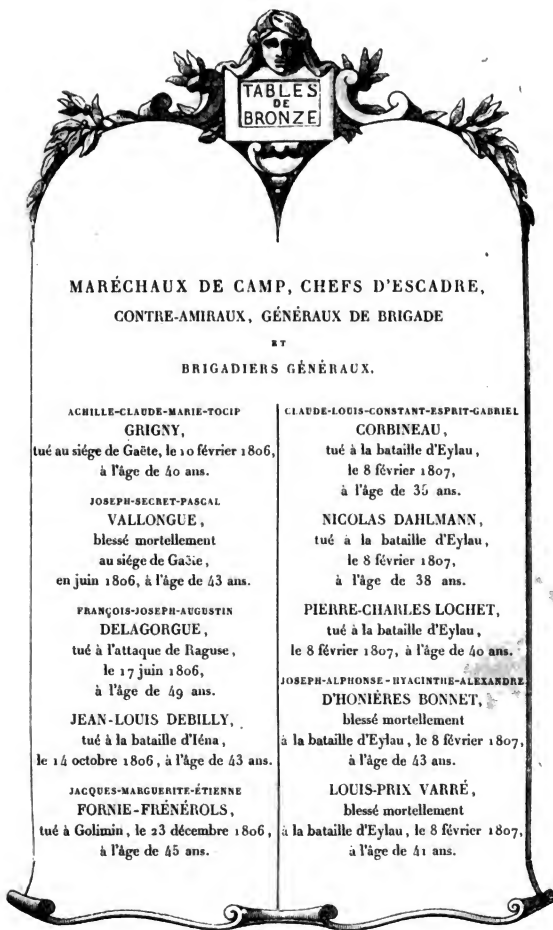 TABLES
DE
BRONZE
MARÉCHAUX DE CAMP, CHEFS D'ESCADRE,
CONTRE-AMIRAUX, GÉNÉRAUX DE BRIGADE
ET
BRIGADIERS GÉNÉRAUX.
ACHILLE-CLAUDE-MARIE-TOCIP
GRIGNY,
tué au siége de Gaëte, le 10 février 1806,
à l'âge de 40 ans.
JOSEPH-SECRET-PASCAL
VALLONGUE,
blessé mortellement
au siége de Gaëte,
en juin 1806, à l'âge de 43 ans.
FRANÇOIS-JOSEPH-AUGUSTIN
DELAGORGUE,
tué à l'attaque de Raguse,
le 17 juin 1806,
à l'âge de 49 ans.
JEAN-LOUIS DEBILLY,
tué à la bataille d'Iéna,
le 14 octobre 1806, à l'âge de 43 ans.
JACQUES-MARGUERITE-ÉTIENNE
FORNIE-FRÉNÉROLS,
tué à Golimin, le 23 décembre 1806,
à l'âge de 45 ans.
CLAUDE-LOUIS-CONSTANT-ESPRIT-GABRIEL
CORBINEAU,
tué à la bataille d'Eylau,
le 8 février 1807,
à l'âge de 35 ans.
NICOLAS DAHLMANN,
tué à la bataille d'Eylau,
le 8 février 1807,
à l'âge de 38 ans.
PIERRE-CHARLES LOCHET,
tué à la bataille d'Eylau,
le 8 février 1807, à l'âge de 40 ans.
JOSEPH-ALPHONSE-HYACINTHE-ALEXANDRE
D'HONIÈRES BONNET,
blessé mortellement
à la bataille d'Eylau, le 8 février 1807,
à l'âge de 43 ans.
LOUIS-PRIX VARRÉ,
blessé mortellement
à la bataille d'Eylau, le 8 février 1807,
à l'âge de 41 ans.